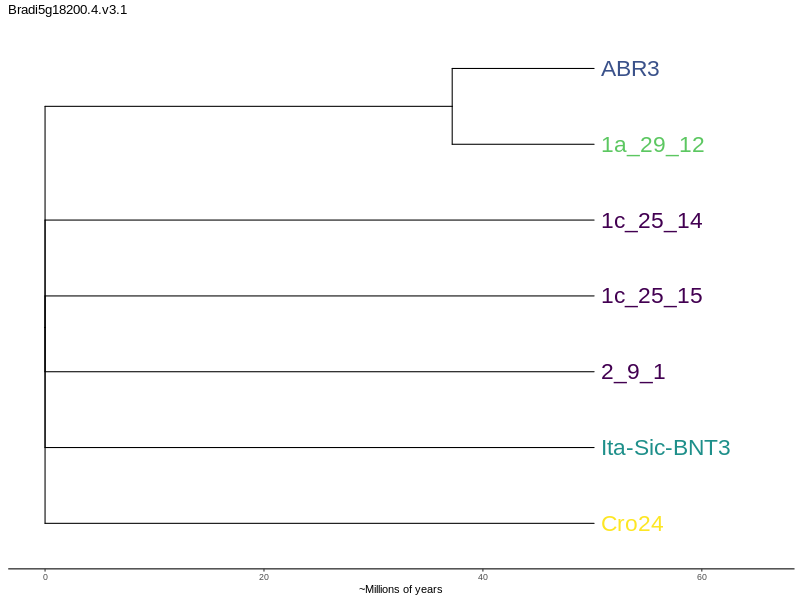 Bradi5g18200.4.v3.1
ABR3
1a_29_12
1c_25_14
1c_25_15
2_9_1
Ita-Sic-BNT3
Cro24
0 20 40 60
~Millions of years